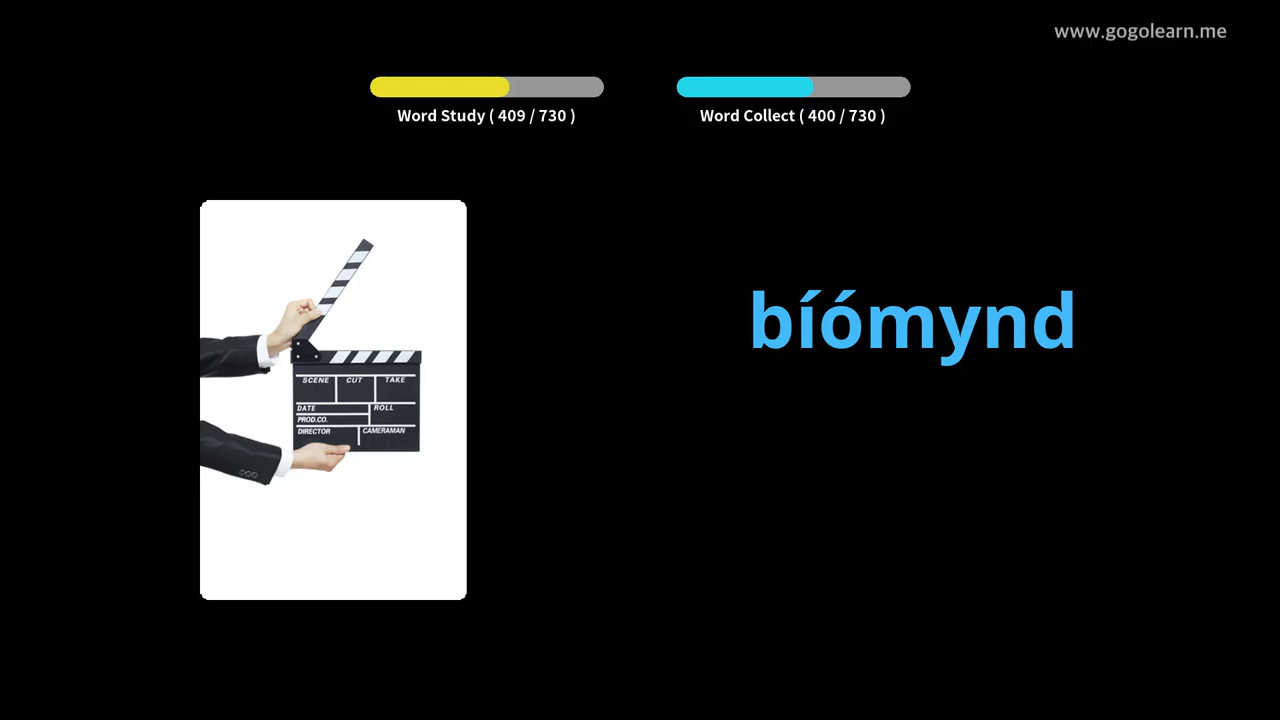 www.gogolearn.me
Word Study ( 409 / 730 )
Word Collect ( 400 / 730 )
bíómynd
SCENE CUT TAKE
DATE ROLL
PROD.CO.
DIRECTOR CAMERAMAN